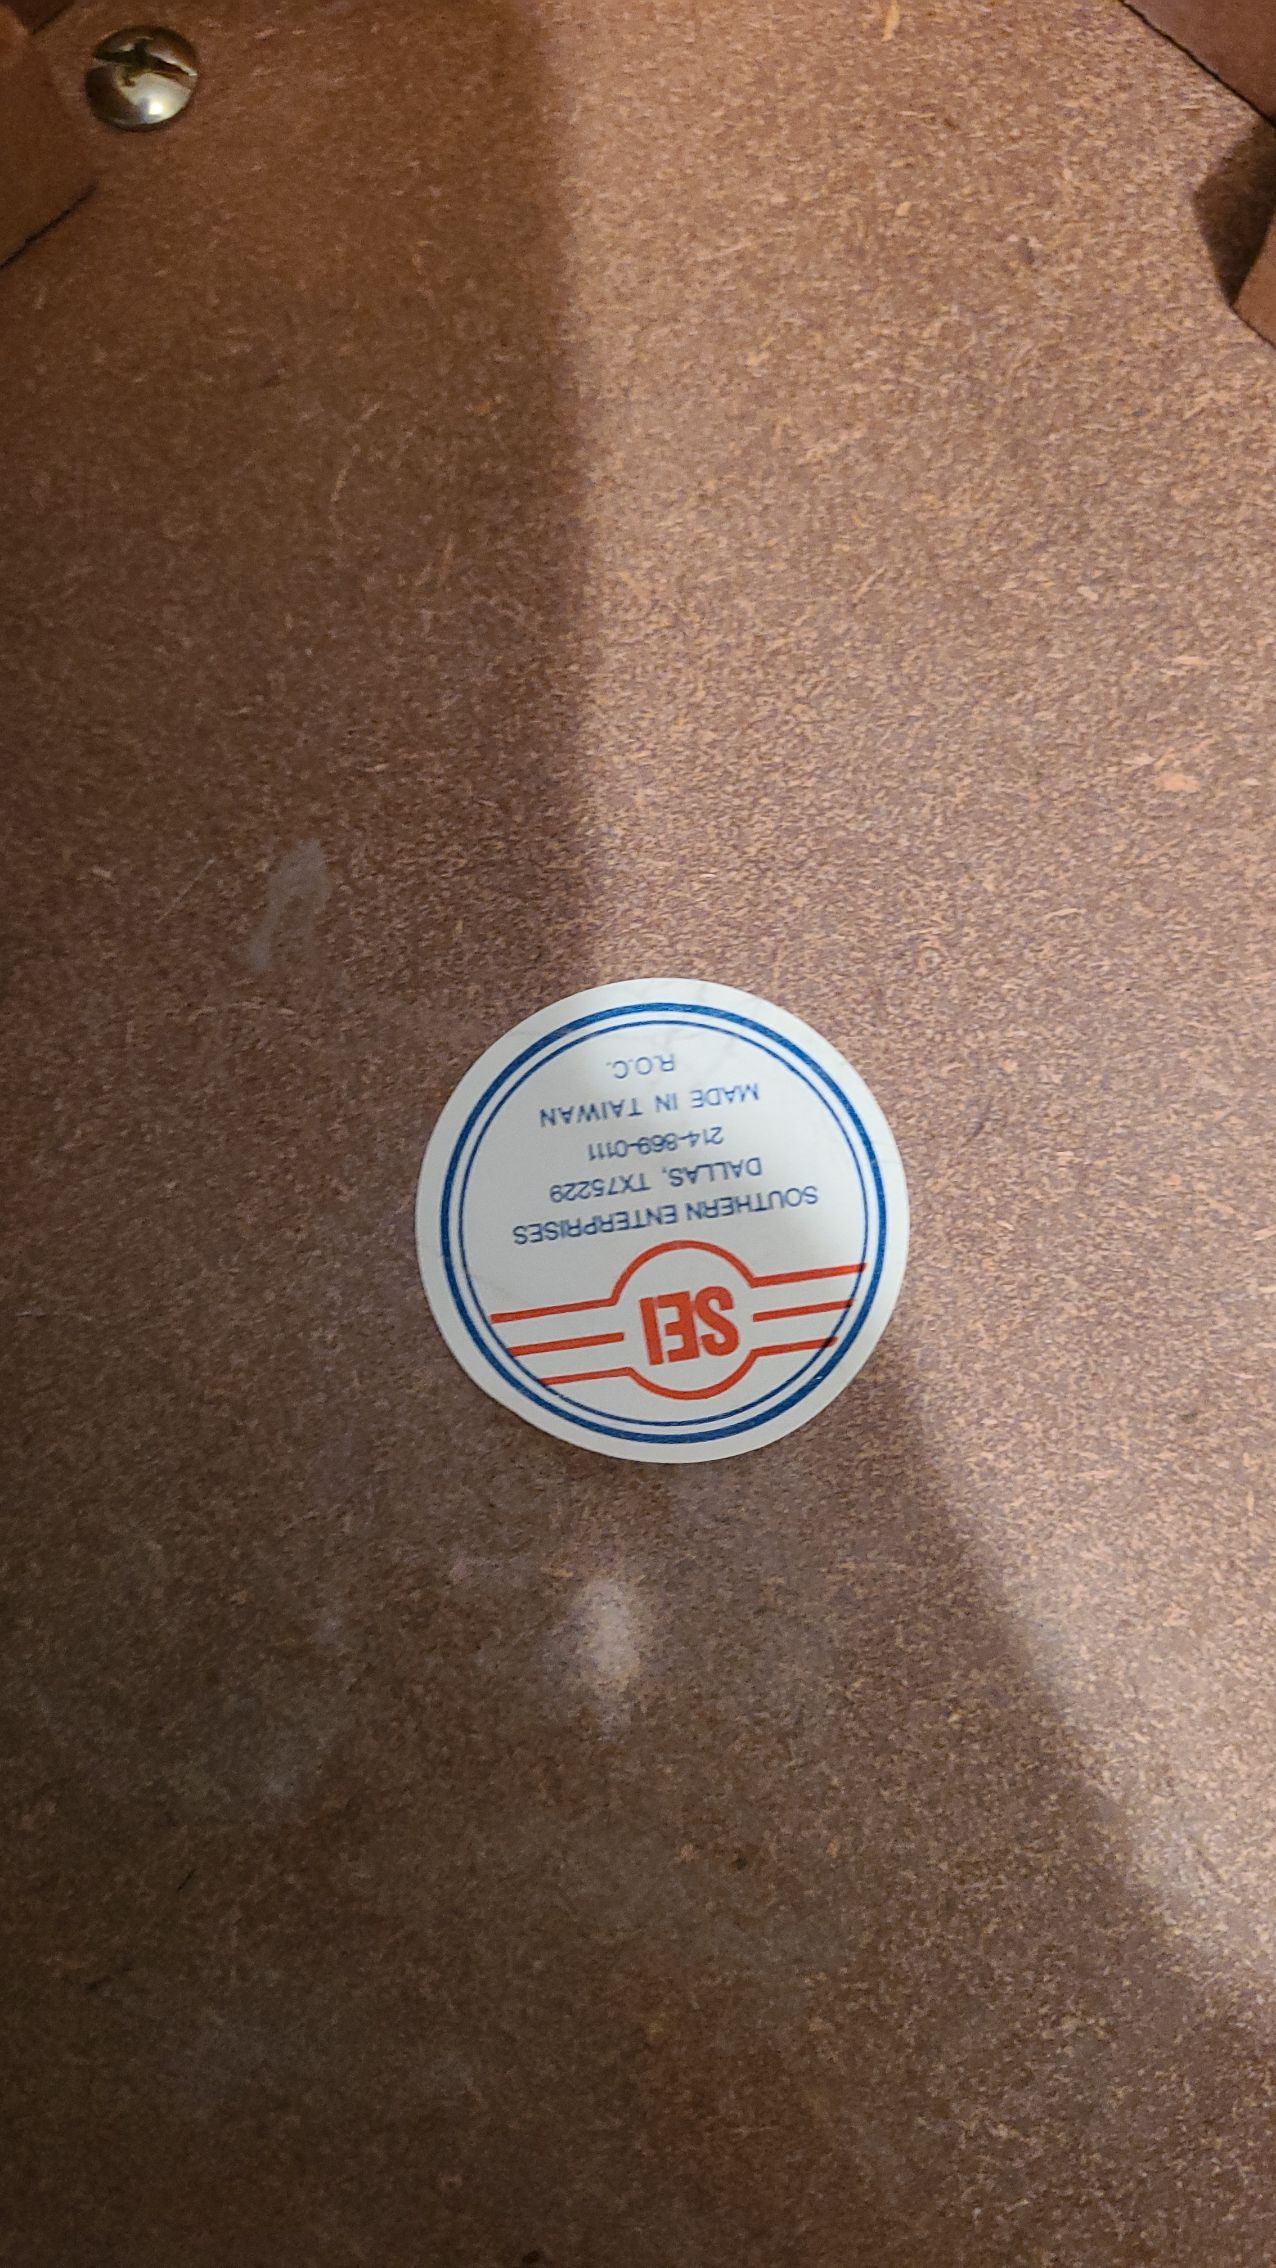 SEI
SOUTHERN ENTERPRISES
DALLAS, TX75229
214-869-0111
MADE IN TAIWAN
R.O.C.